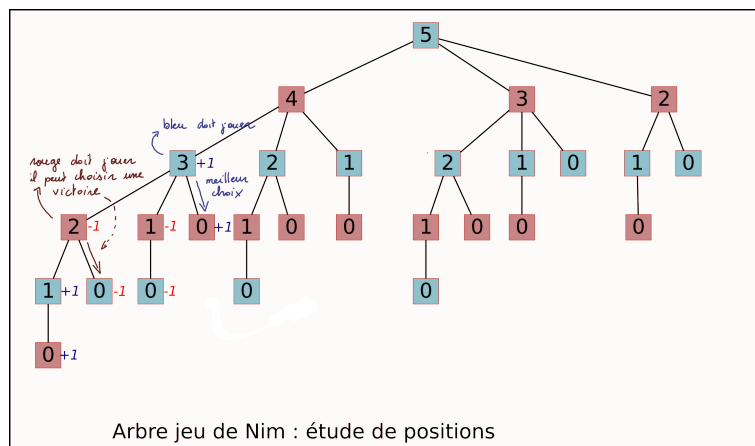 5
4 3 2
bleu doit jouer
3 +1 2 1 2 1 0 1 0
rouge doit jouer
il peut choisir une
victoire
meilleur
choix
2 -1 1 -1 0 +1 1 0 0 1 0 0 0
1 +1 0 -1 0 -1 0 0
0 +1
Arbre jeu de Nim : étude de positions